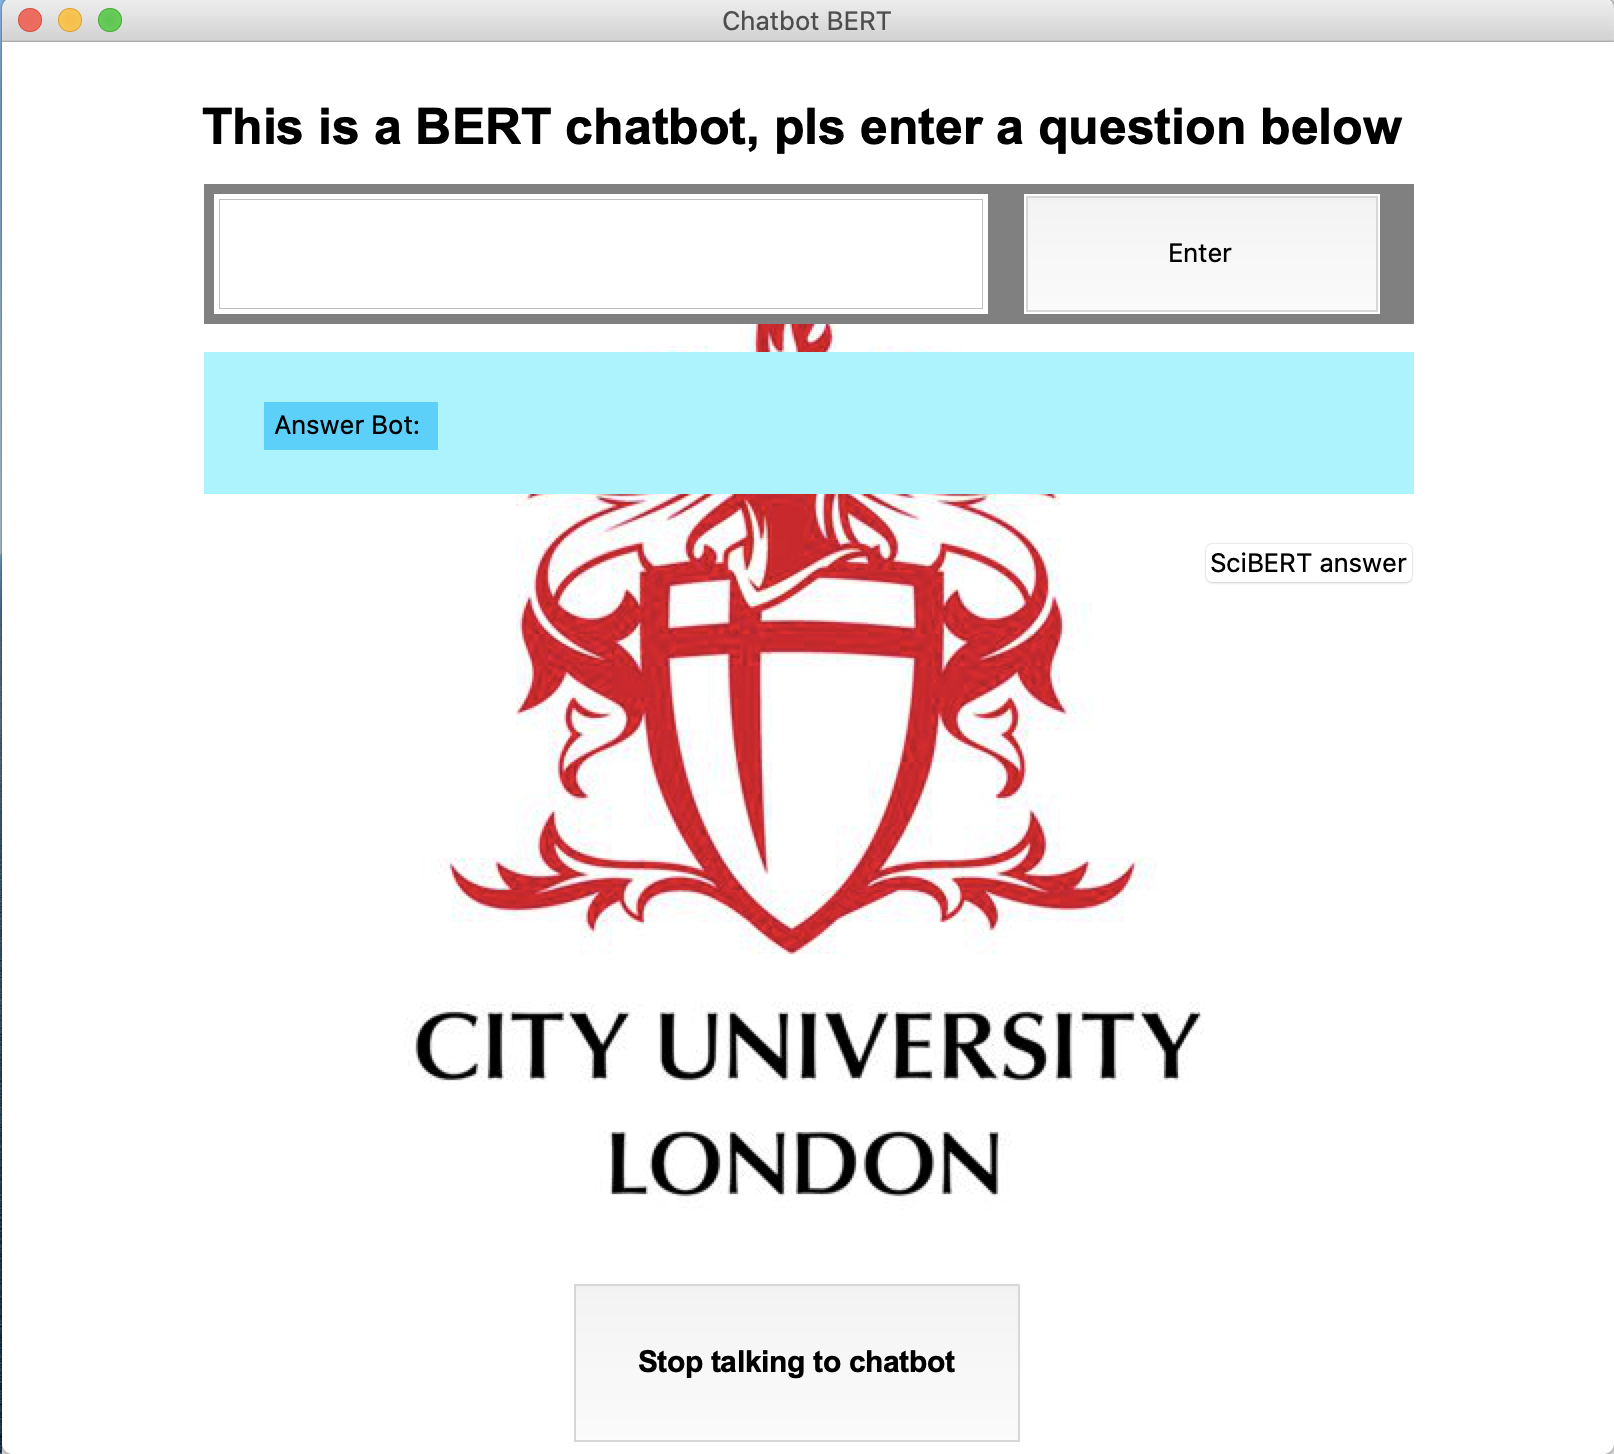 Chatbot BERT
This is a BERT chatbot, pls enter a question below
Enter
Answer Bot:
SciBERT answer
CITY UNIVERSITY
LONDON
Stop talking to chatbot